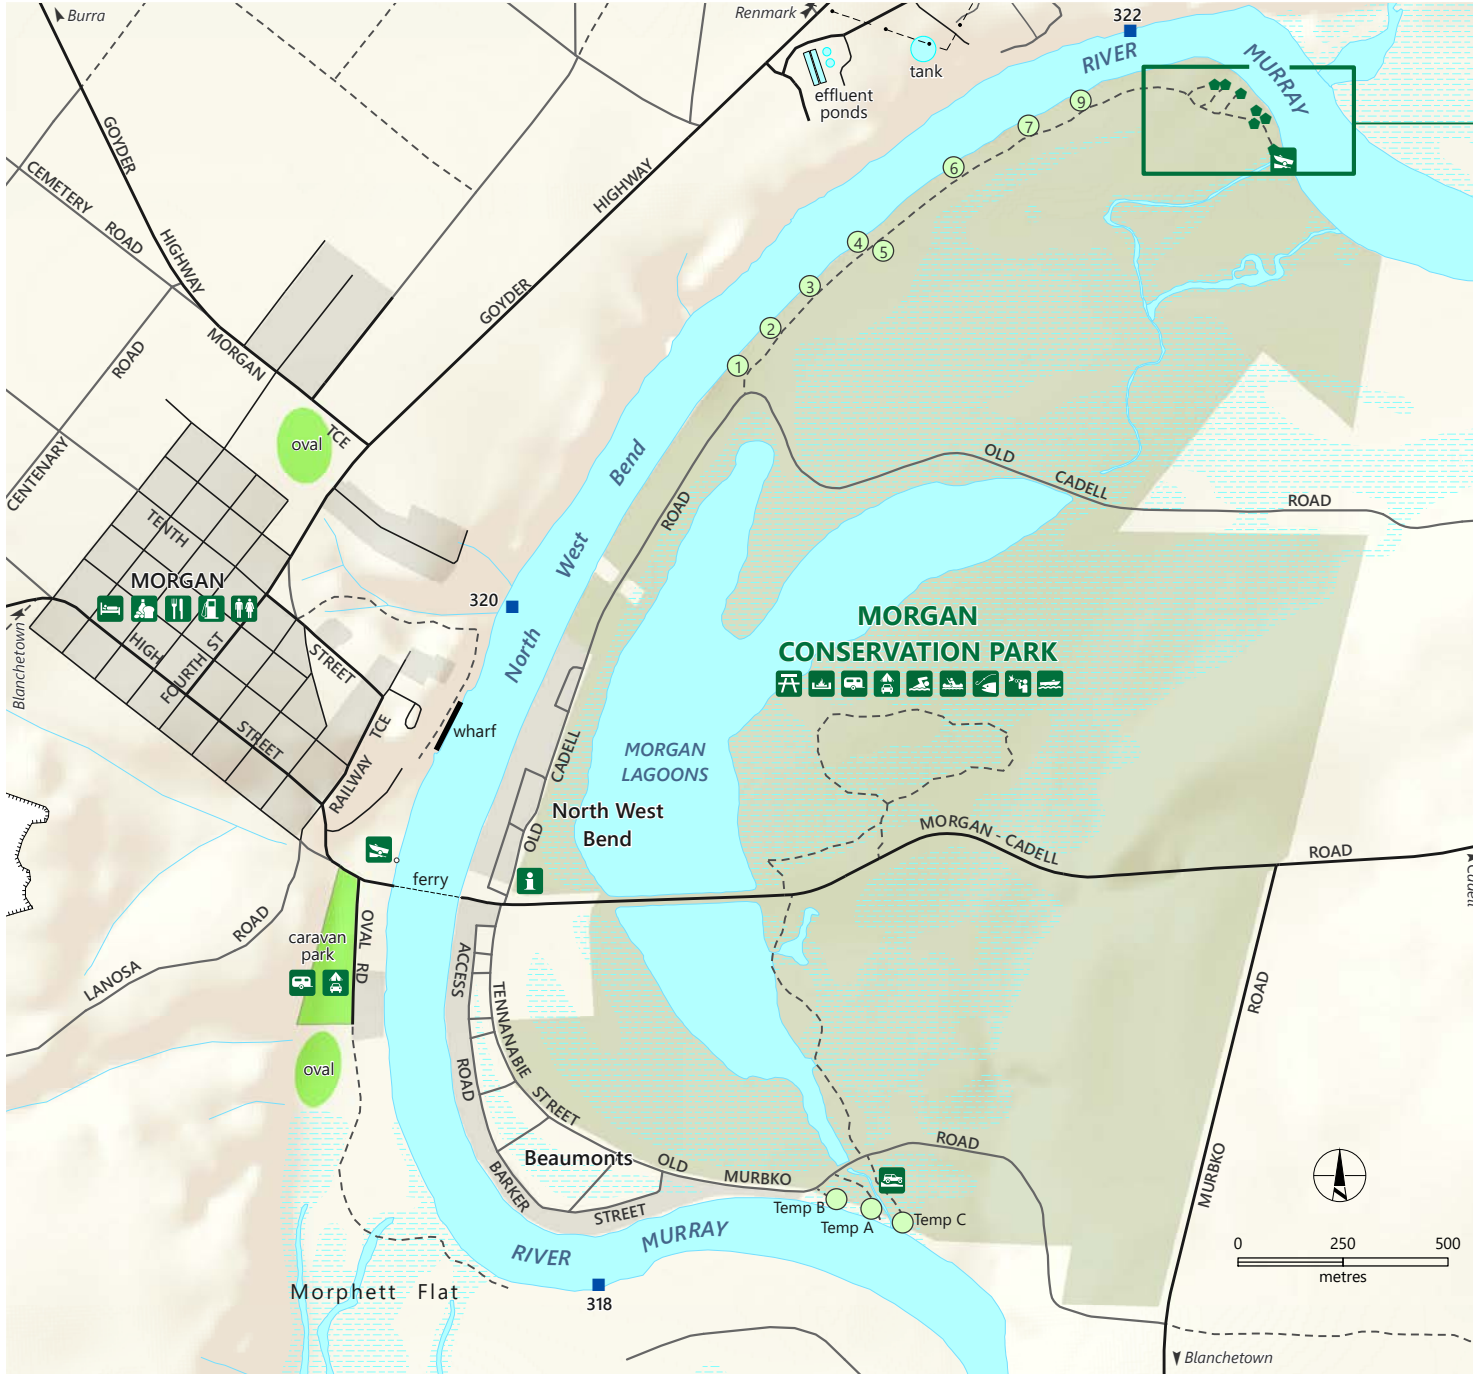 Burra
Renmark
322
RIVER
MURRAY
tank
effluent
ponds
9
7
6
4
5
3
2
1
GOYDER
HIGHWAY
CEMETERY
ROAD
HIGHWAY
GOYDER
MORGAN
TCE
ROAD
CENTENARY
oval
TENTH
MORGAN
HIGH
STREET
FOURTH ST
STREET
Blanchetown
320
North
West
Bend
ROAD
OLD
CADELL
ROAD
MORGAN
CONSERVATION PARK
wharf
TCE
RAILWAY
MORGAN
LAGOONS
CADELL
OLD
North West
Bend
MORGAN - CADELL
ROAD
Cadell
ferry
i
OVAL RD
caravan
park
ROAD
LANOSA
ACCESS
ROAD
TENNANABIE
STREET
oval
ROAD
MURBKO
Beaumonts
OLD
MURBKO
ROAD
BARKER
STREET
Temp B
Temp A
Temp C
RIVER
MURRAY
318
Morphett Flat
0 250 500
metres
Blanchetown